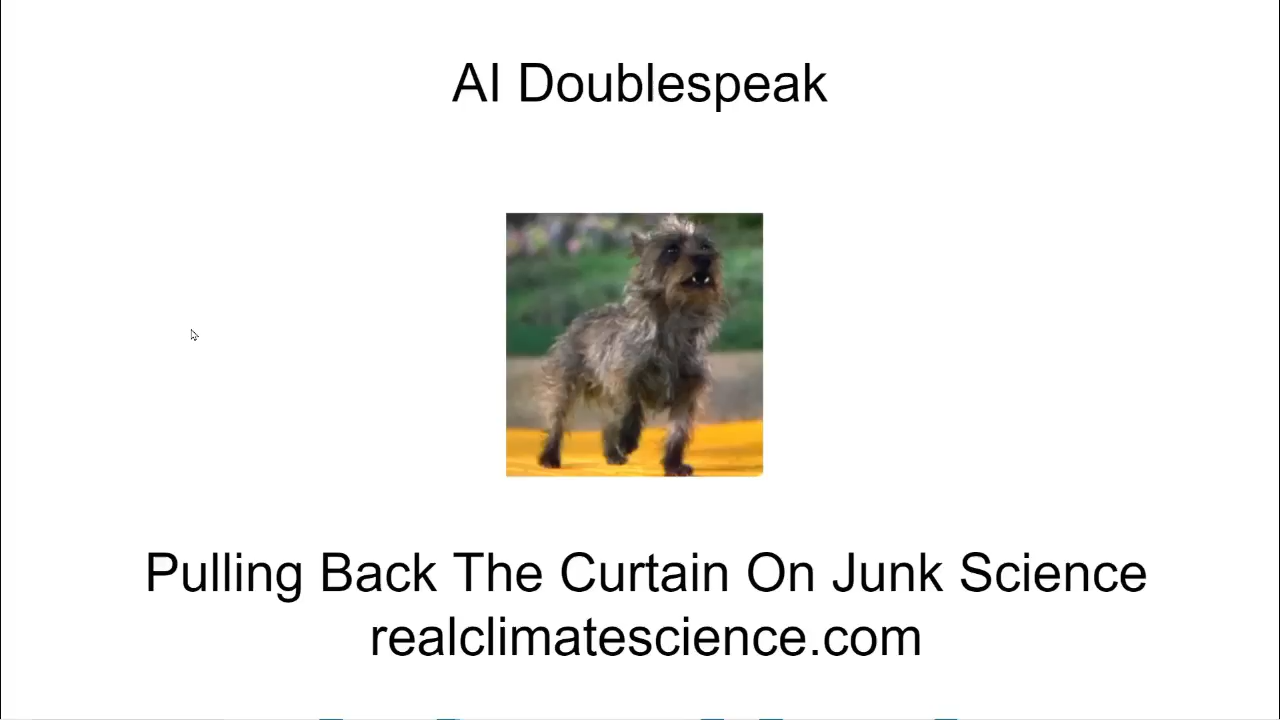 AI Doublespeak
Pulling Back The Curtain On Junk Science
realclimatescience.com